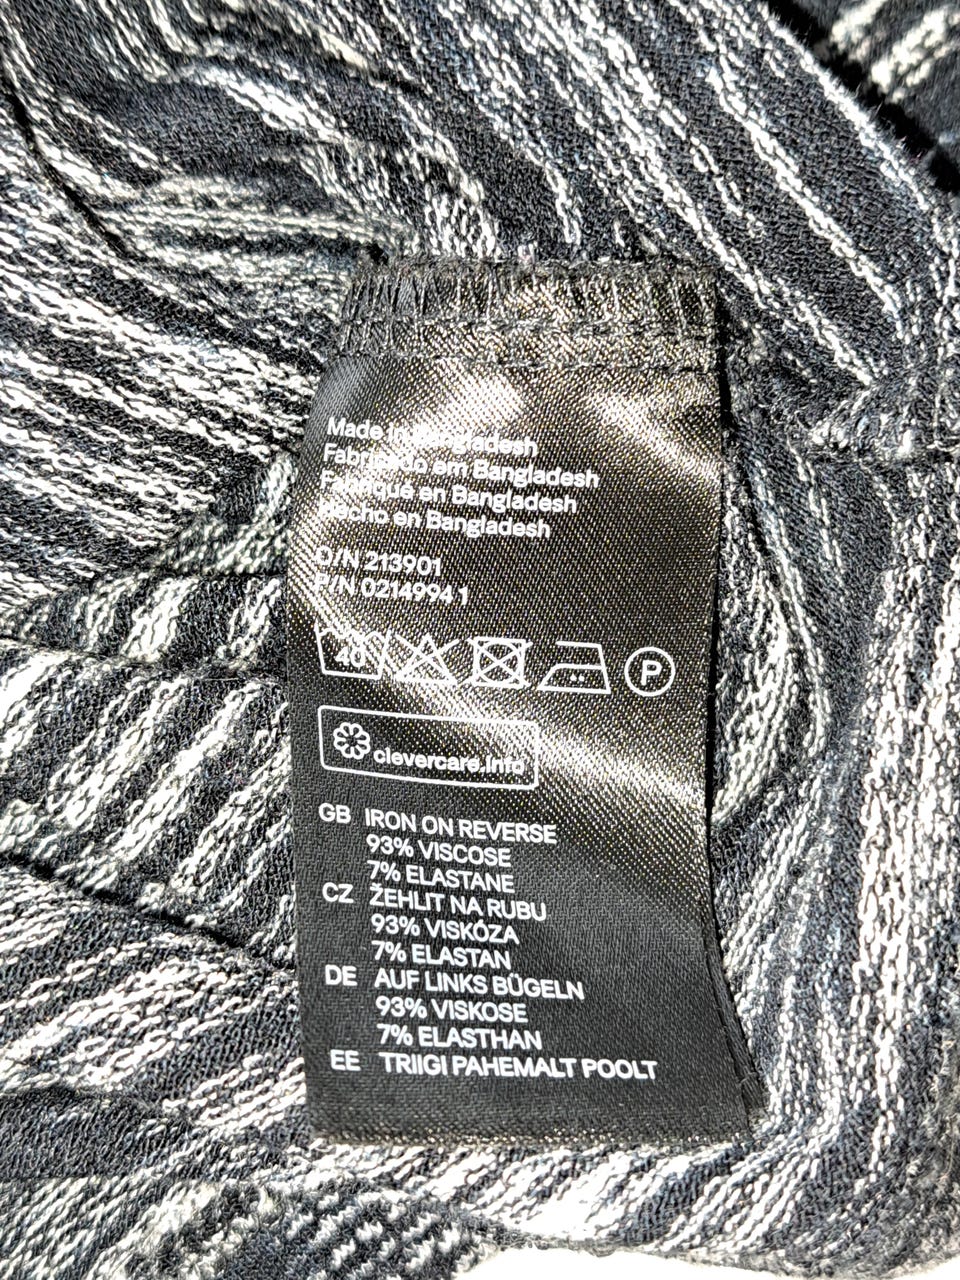 Made in Bangladesh
Fabricado em Bangladesh
Fabriqué en Bangladesh
Hecho en Bangladesh
O/N 213901
P/N 0214994 1
40 P
clevercare.info
GB IRON ON REVERSE
93% VISCOSE
7% ELASTANE
CZ ŽEHLIT NA RUBU
93% VISKÓZA
7% ELASTAN
DE AUF LINKS BÜGELN
93% VISKOSE
7% ELASTHAN
EE TRIIGI PAHEMALT POOLT